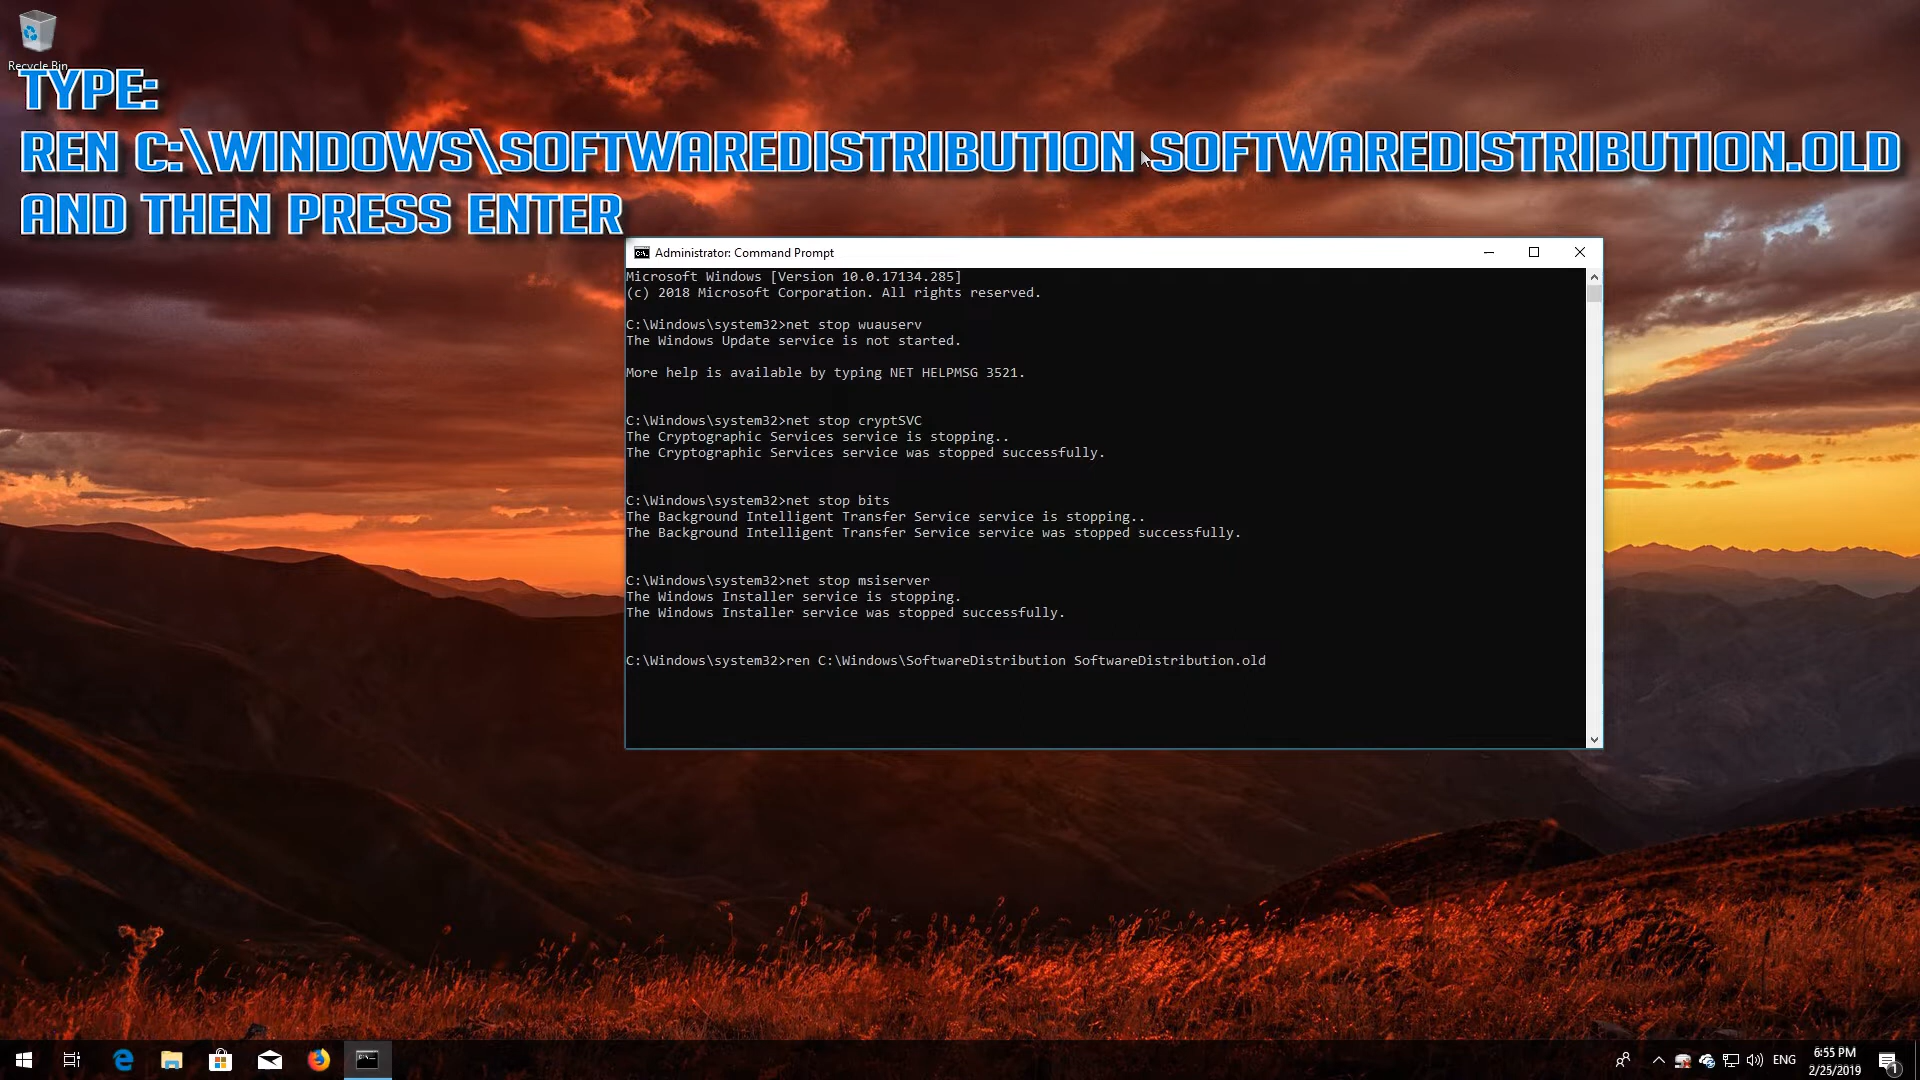 Recycle Bin
TYPE:
REN C:\WINDOWS\SOFTWAREDISTRIBUTION SOFTWAREDISTRIBUTION.OLD
AND THEN PRESS ENTER
Administrator: Command Prompt
Microsoft Windows [Version 10.0.17134.285]
(c) 2018 Microsoft Corporation. All rights reserved.
C:\Windows\system32>net stop wuauserv
The Windows Update service is not started.
More help is available by typing NET HELPMSG 3521.
C:\Windows\system32>net stop cryptSVC
The Cryptographic Services service is stopping..
The Cryptographic Services service was stopped successfully.
C:\Windows\system32>net stop bits
The Background Intelligent Transfer Service service is stopping..
The Background Intelligent Transfer Service service was stopped successfully.
C:\Windows\system32>net stop msiserver
The Windows Installer service is stopping.
The Windows Installer service was stopped successfully.
C:\Windows\system32>ren C:\Windows\SoftwareDistribution SoftwareDistribution.old
ENG
6:55 PM
2/25/2019
1